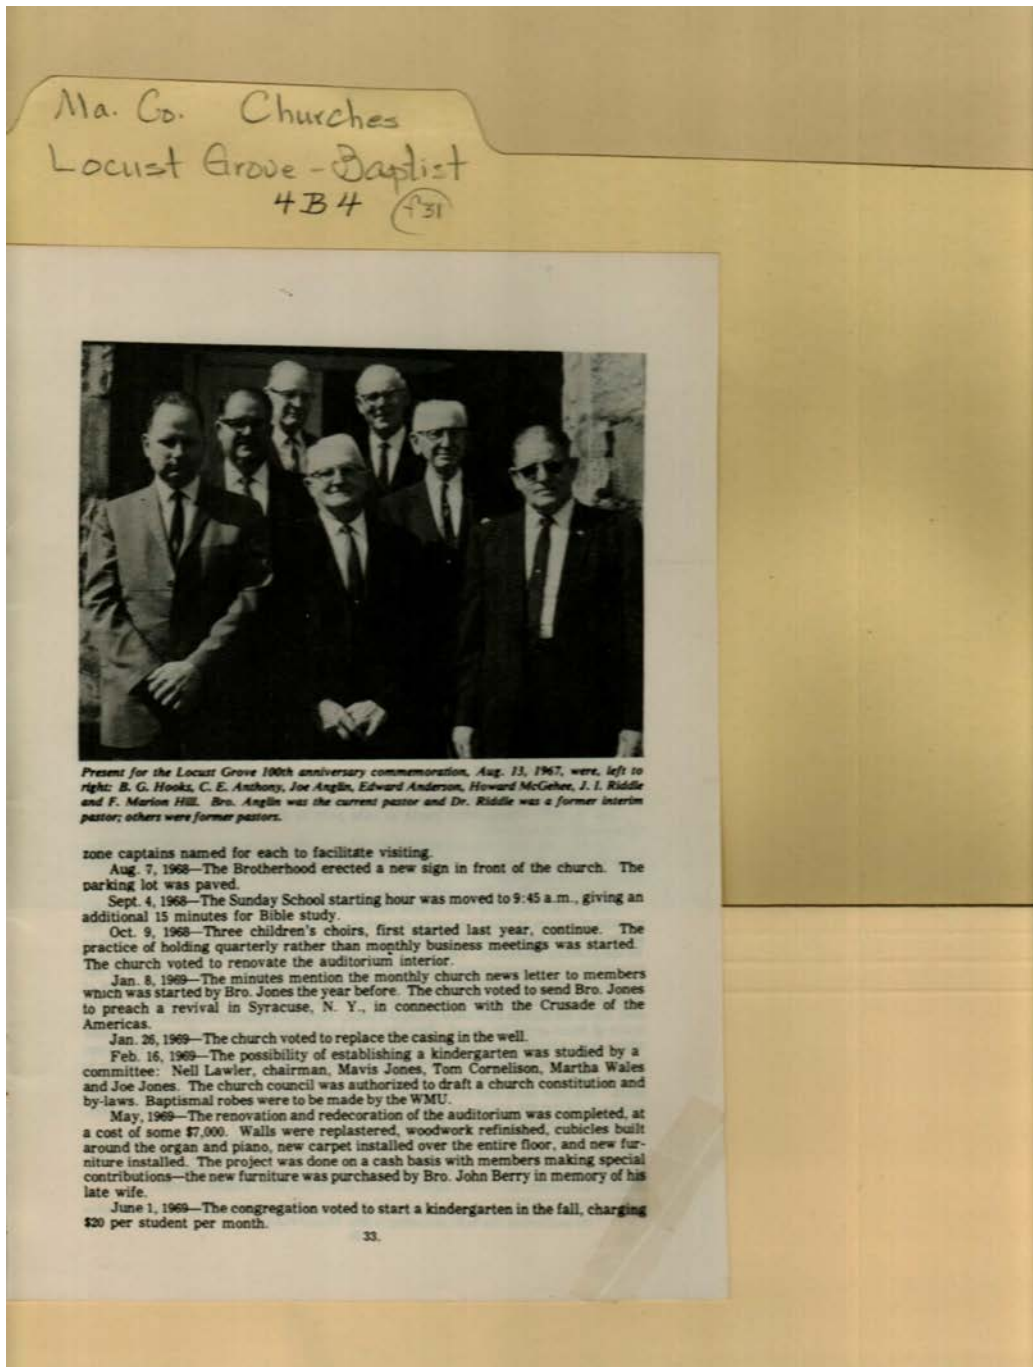 Ma. Co. Churches
Locust Grove - Baptist
4B4 f31
Present for the Locust Grove 100th anniversary commemoration, Aug. 13, 1967, were, left to
right: B. G. Hooks, C. E. Anthony, Joe Anglin, Edward Anderson, Howard McGehee, J. I. Riddle
and F. Marion Hill. Bro. Anglin was the current pastor and Dr. Riddle was a former interim
pastor; others were former pastors.
zone captains named for each to facilitate visiting.
Aug. 7, 1968—The Brotherhood erected a new sign in front of the church. The
parking lot was paved.
Sept. 4, 1968—The Sunday School starting hour was moved to 9:45 a.m., giving an
additional 15 minutes for Bible study.
Oct. 9, 1968—Three children's choirs, first started last year, continue. The
practice of holding quarterly rather than monthly business meetings was started.
The church voted to renovate the auditorium interior.
Jan. 8, 1969—The minutes mention the monthly church news letter to members
which was started by Bro. Jones the year before. The church voted to send Bro. Jones
to preach a revival in Syracuse, N. Y., in connection with the Crusade of the
Americas.
Jan. 26, 1969—The church voted to replace the casing in the well.
Feb. 16, 1969—The possibility of establishing a kindergarten was studied by a
committee: Nell Lawler, chairman, Mavis Jones, Tom Cornelison, Martha Wales
and Joe Jones. The church council was authorized to draft a church constitution and
by-laws. Baptismal robes were to be made by the WMU.
May, 1969—The renovation and redecoration of the auditorium was completed, at
a cost of some $7,000. Walls were replastered, woodwork refinished, cubicles built
around the organ and piano, new carpet installed over the entire floor, and new fur-
niture installed. The project was done on a cash basis with members making special
contributions—the new furniture was purchased by Bro. John Berry in memory of his
late wife.
June 1, 1969—The congregation voted to start a kindergarten in the fall, charging
$20 per student per month.
33.